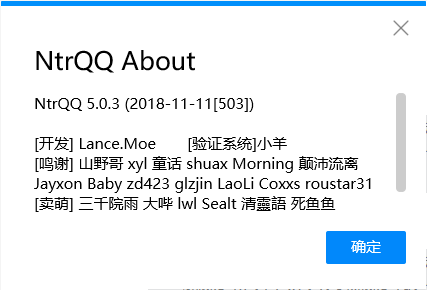 NtrQQ About
NtrQQ 5.0.3 (2018-11-11[503])
[开发] Lance.Moe [验证系统]小羊
[鸣谢] 山野哥 xyl 童话 shuax Morning 颠沛流离
Jayxon Baby zd423 glzjin LaoLi Coxxs roustar31
[卖萌] 三千院雨 大哔 lwl Sealt 清靈語 死鱼鱼
确定